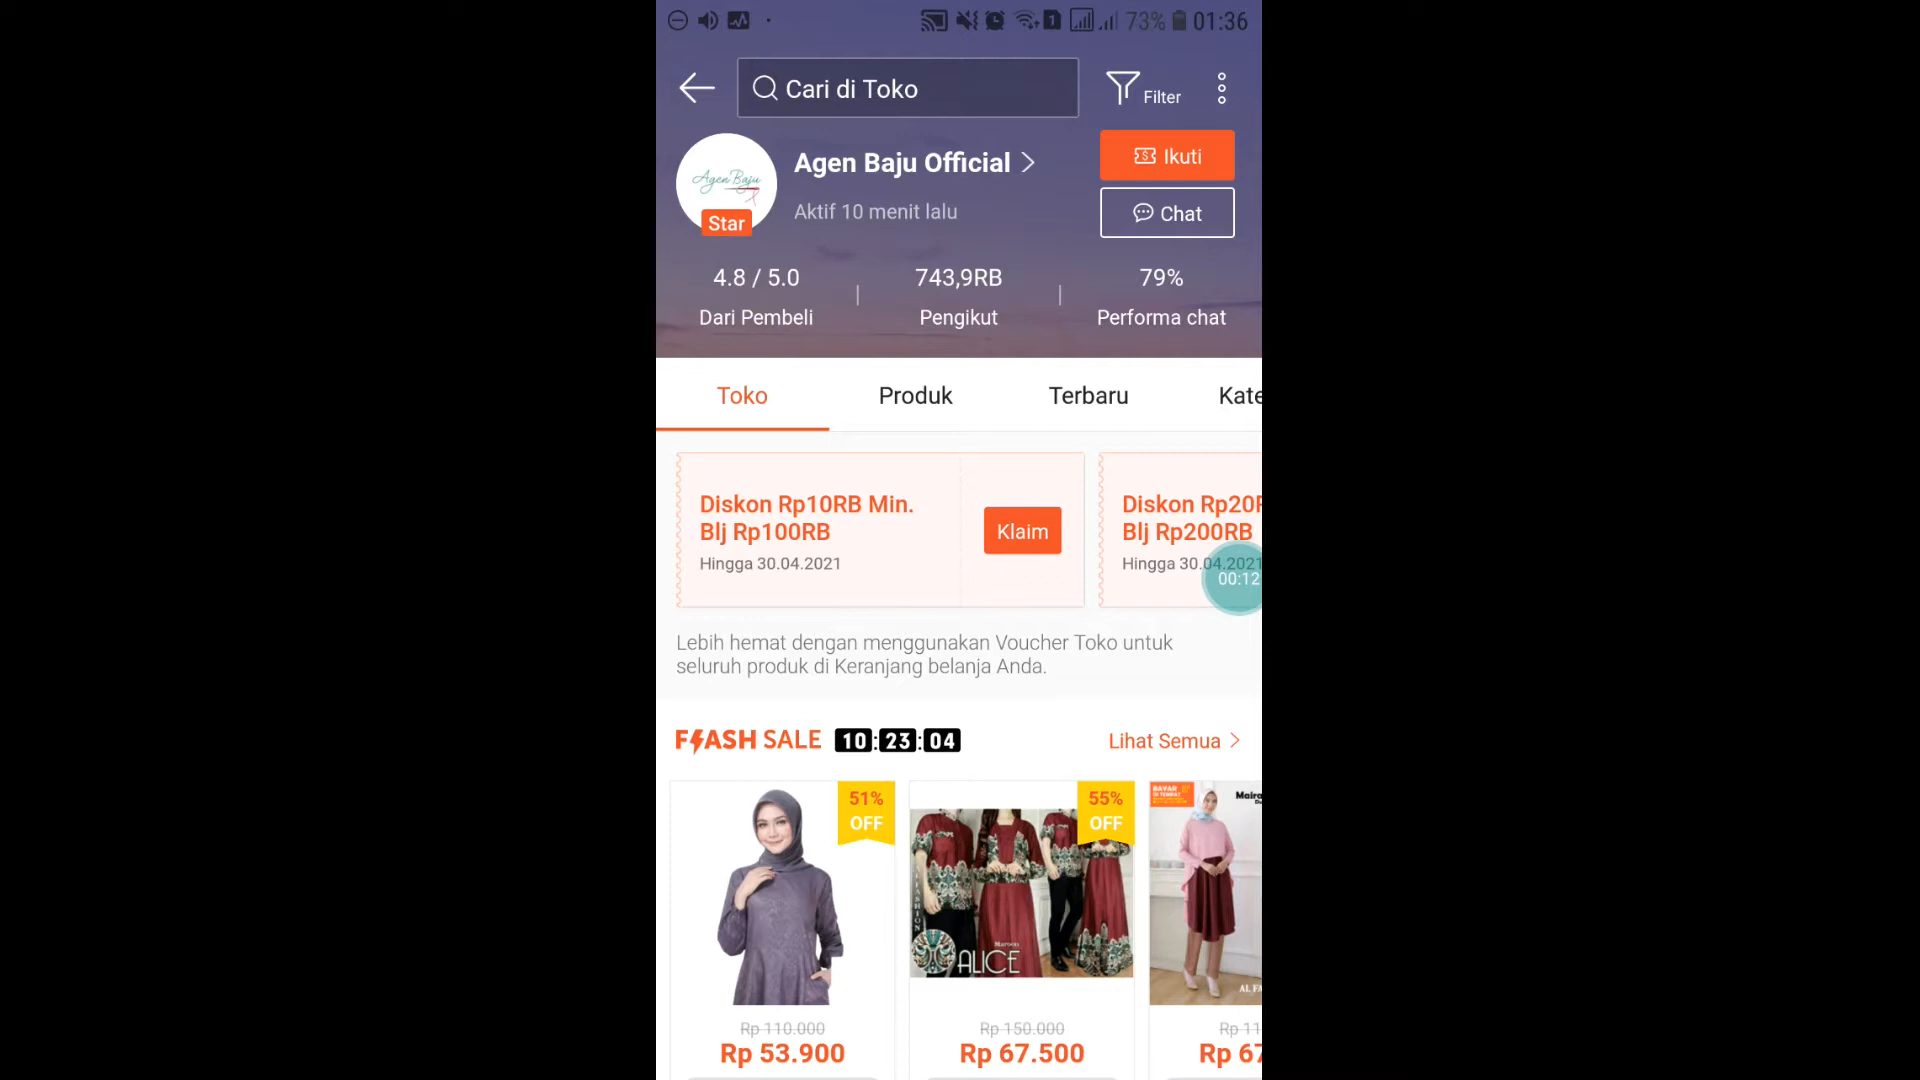 73% 01:36
Cari di Toko
Filter
Agen Baju
Star
Agen Baju Official
Aktif 10 menit lalu
Ikuti
Chat
4.8 / 5.0
Dari Pembeli
743,9RB
Pengikut
79%
Performa chat
Toko
Produk
Terbaru
Kate
Diskon Rp10RB Min.
Blj Rp100RB
Hingga 30.04.2021
Klaim
Diskon Rp20R
Blj Rp200RB
Hingga 30.04.2021
00:12
Lebih hemat dengan menggunakan Voucher Toko untuk
seluruh produk di Keranjang belanja Anda.
FLASH SALE 10:23:04
Lihat Semua
51%
OFF
Rp 110.000
Rp 53.900
55%
OFF
Maroon
ALICE
Rp 150.000
Rp 67.500
BAYAR
DI TEMPAT
Maira
AL FA
Rp 11
Rp 67